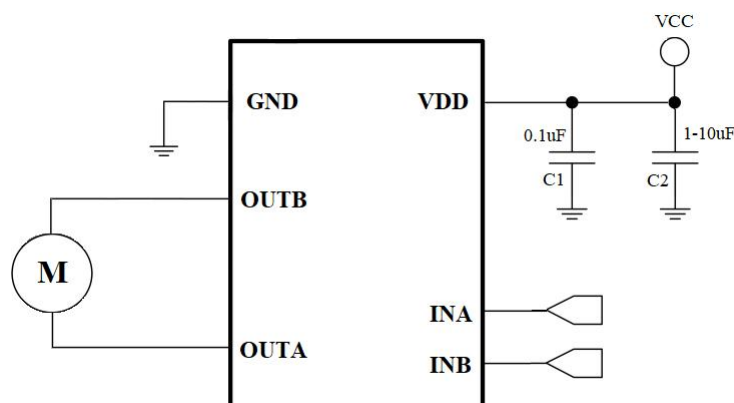 VCC
GND
VDD
0.1uF
1-10uF
C1
C2
OUTB
M
INA
OUTA
INB